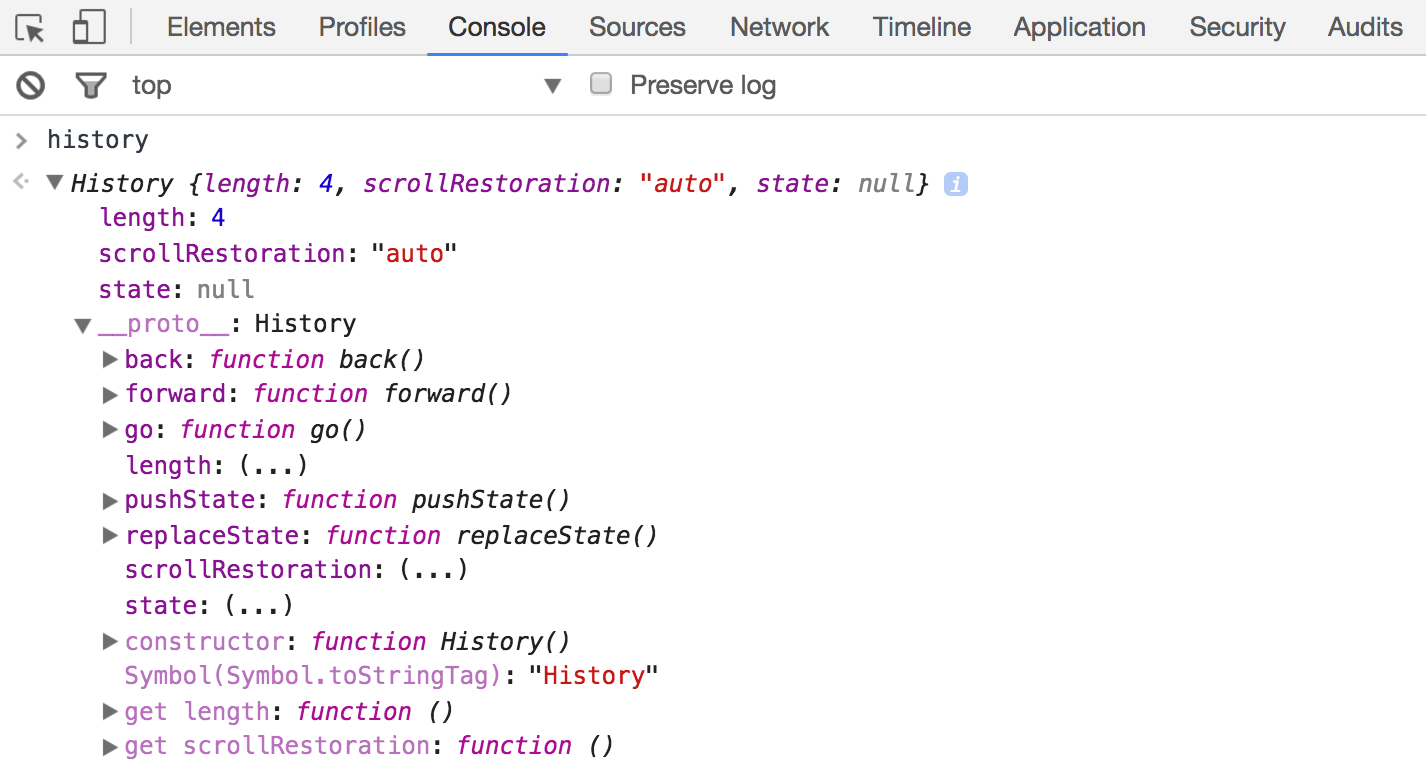 Elements Profiles Console Sources Network Timeline Application Security Audits
top ▼ Preserve log
> history
▼ History {length: 4, scrollRestoration: "auto", state: null} i
length: 4
scrollRestoration: "auto"
state: null
▼ __proto__: History
▶ back: function back()
▶ forward: function forward()
▶ go: function go()
length: (...)
▶ pushState: function pushState()
▶ replaceState: function replaceState()
scrollRestoration: (...)
state: (...)
▶ constructor: function History()
Symbol(Symbol.toStringTag): "History"
▶ get length: function ()
▶ get scrollRestoration: function ()